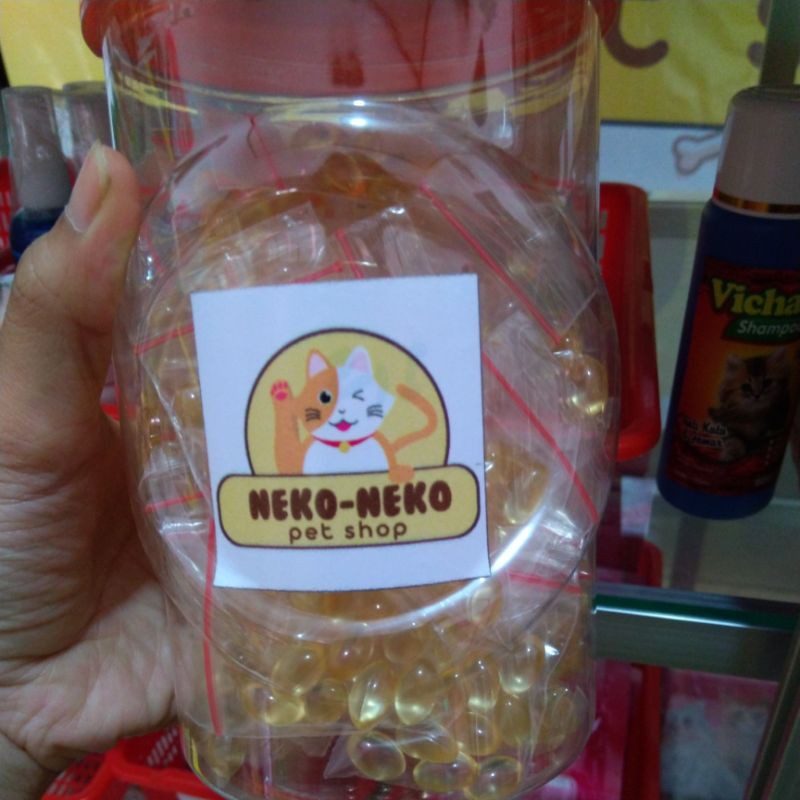 NEKO-NEKO
pet shop
Vicha
Shampoo